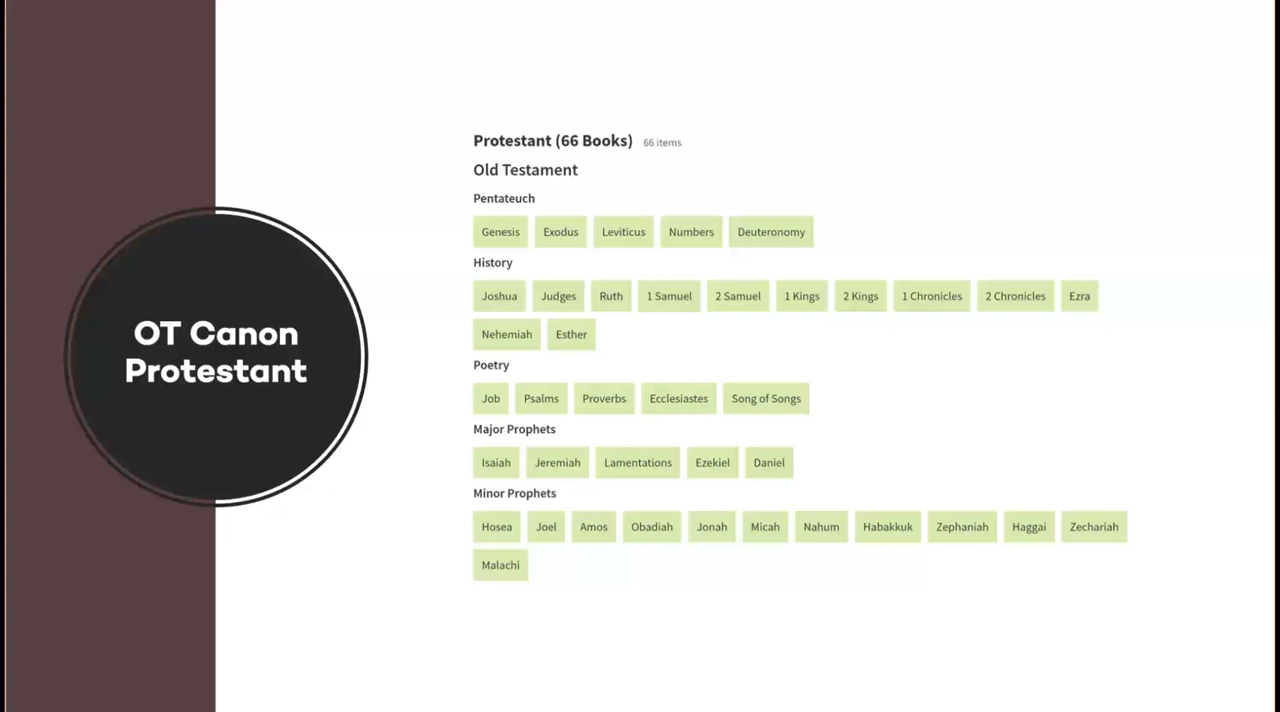 OT Canon
Protestant
Protestant (66 Books) 66 items
Old Testament
Pentateuch
Genesis Exodus Leviticus Numbers Deuteronomy
History
Joshua Judges Ruth 1 Samuel 2 Samuel 1 Kings 2 Kings 1 Chronicles 2 Chronicles Ezra
Nehemiah Esther
Poetry
Job Psalms Proverbs Ecclesiastes Song of Songs
Major Prophets
Isaiah Jeremiah Lamentations Ezekiel Daniel
Minor Prophets
Hosea Joel Amos Obadiah Jonah Micah Nahum Habakkuk Zephaniah Haggai Zechariah
Malachi